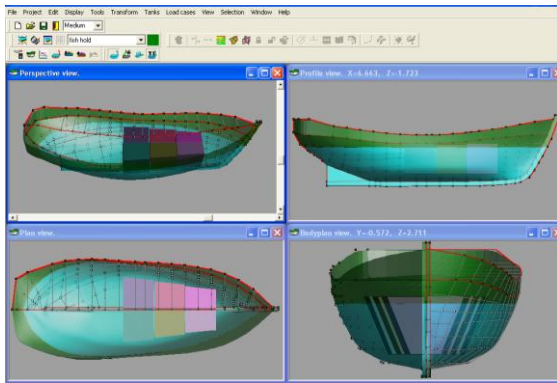 File Project Edit Display Tools Transform Tanks Load cases View Selection Window Help
Medium
fish hold
Perspective view.
Profile view. X=6.663, Z=-1.723
Plan view.
Bodyplan view. Y=-0.572, Z=2.711